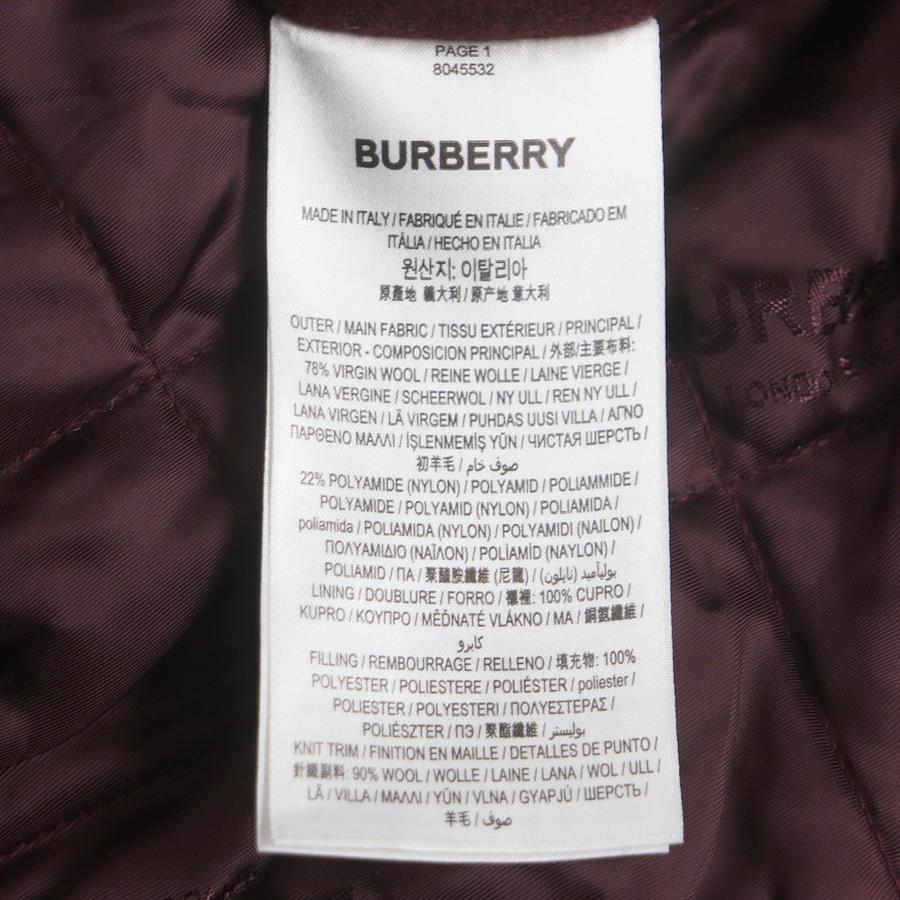 PAGE 1
8045532
BURBERRY
MADE IN ITALY / FABRIQUÉ EN ITALIE / FABRICADO EM
ITÁLIA / HECHO EN ITALIA
원산지: 이탈리아
原產地 義大利 / 原产地 意大利
OUTER / MAIN FABRIC / TISSU EXTÉRIEUR / PRINCIPAL /
EXTERIOR - COMPOSICION PRINCIPAL / 外部/主要布料:
78% VIRGIN WOOL / REINE WOLLE / LAINE VIERGE /
LANA VERGINE / SCHEERWOL / NY ULL / REN NY ULL /
LANA VIRGEN / LÃ VIRGEM / PUHDAS UUSI VILLA / ΑΓΝΟ
ΠΑΡΘΕΝΟ ΜΑΛΛΙ / İŞLENMEMİŞ YÜN / ЧИСТАЯ ШЕРСТЬ /
初羊毛 / صوف خام /
22% POLYAMIDE (NYLON) / POLYAMID / POLIAMMIDE /
POLYAMIDE / POLYAMID (NYLON) / POLIAMIDA /
poliamida / POLIAMIDA (NYLON) / POLYAMIDI (NAILON) /
ΠΟΛΥΑΜΙΔΙΟ (ΝΑΪΛΟΝ) / POLÍAMÍÐ (NAYLON) /
POLIAMID / ПА / 聚醯胺纖維 (尼龍) / بوليآميد (نايلون)
LINING / DOUBLURE / FORRO / 襯裡: 100% CUPRO /
KUPRO / ΚΟΥΠΡΟ / MĚĎNATÉ VLÁKNO / МА / 銅氨纖維 /
كابرو
FILLING / REMBOURRAGE / RELLENO / 填充物: 100%
POLYESTER / POLIESTERE / POLIÉSTER / poliester /
POLIESTER / POLYESTERI / ΠΟΛΥΕΣΤΕΡΑΣ /
POLIÉSZTER / ПЭ / 聚酯纖維 / بوليستر
KNIT TRIM / FINITION EN MAILLE / DETALLES DE PUNTO /
針織副料: 90% WOOL / WOLLE / LAINE / LANA / WOL / ULL /
LÃ / VILLA / ΜΑΛΛΙ / YÜN / VLNA / GYAPJÚ / ШЕРСТЬ /
羊毛 / صوف